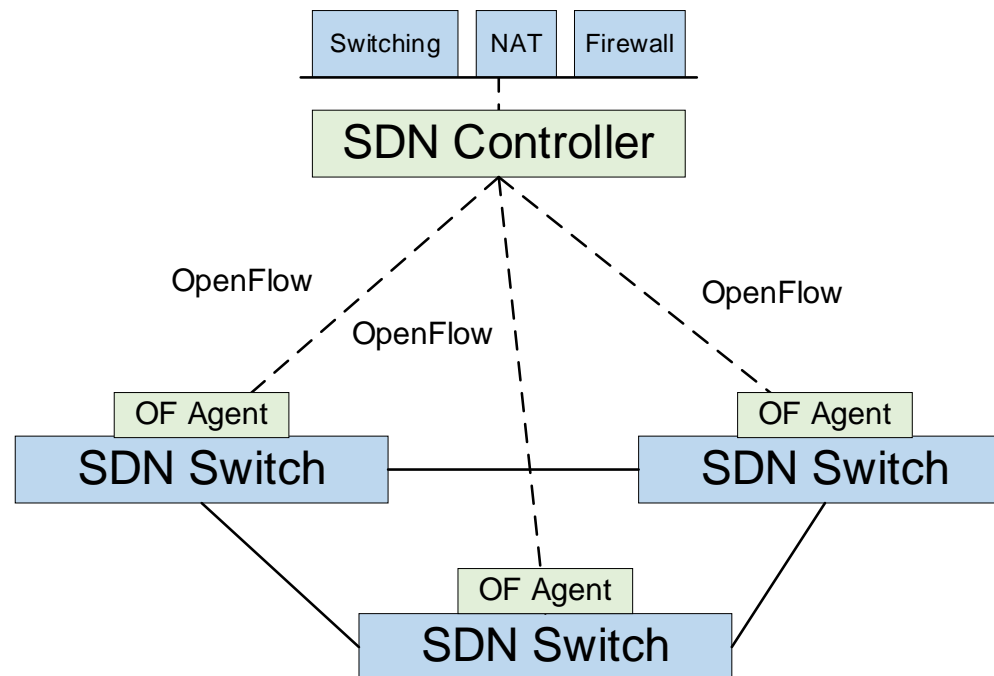 Switching
NAT
Firewall
SDN Controller
OpenFlow
OpenFlow
OpenFlow
OF Agent
SDN Switch
OF Agent
SDN Switch
OF Agent
SDN Switch